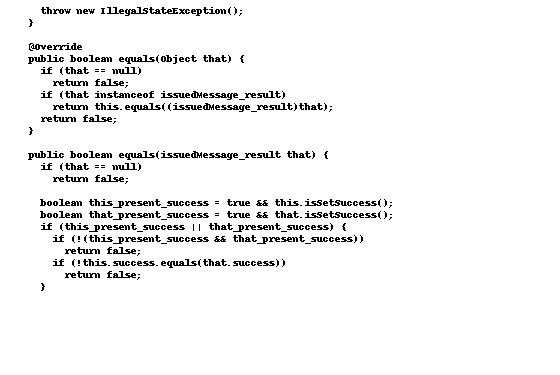 throw new IllegalStateException();
}
@Override
public boolean equals(Object that) {
if (that == null)
return false;
if (that instanceof issuedMessage_result)
return this.equals((issuedMessage_result)that);
return false;
}
public boolean equals(issuedMessage_result that) {
if (that == null)
return false;
boolean this_present_success = true && this.isSetSuccess();
boolean that_present_success = true && that.isSetSuccess();
if (this_present_success || that_present_success) {
if (!(this_present_success && that_present_success))
return false;
if (!this.success.equals(that.success))
return false;
}